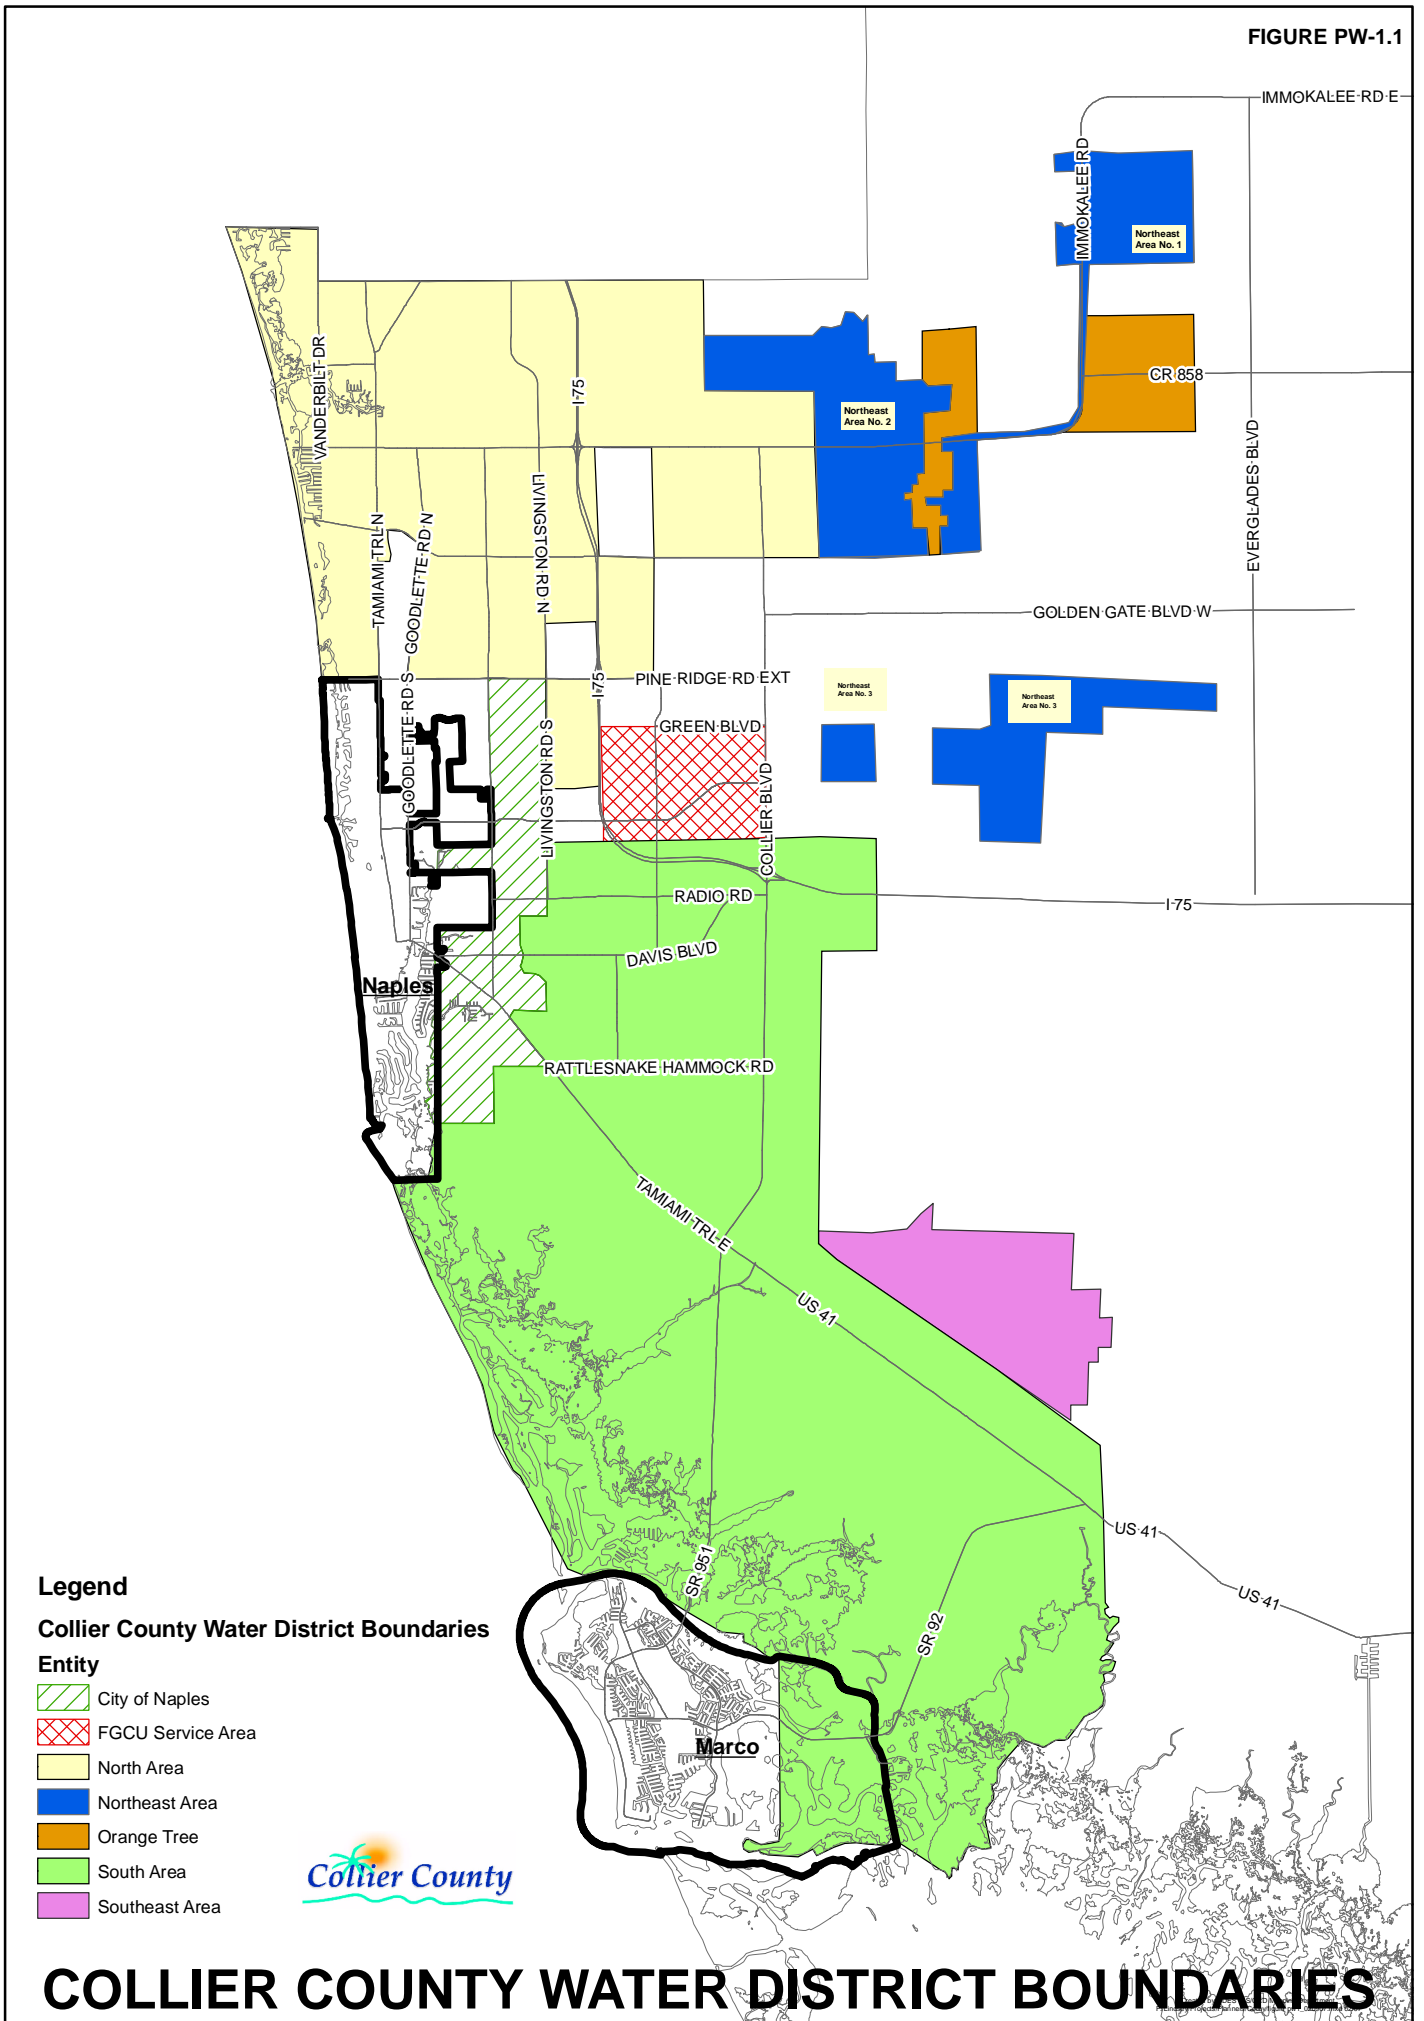 FIGURE PW-1.1
IMMOKALEE RD E
IMMOKALEE RD
Northeast
Area No. 1
VANDERBILT DR
I-75
CR 858
Northeast
Area No. 2
EVERGLADES BLVD
TAMIAMI TRL N
GOODLETTE RD N
LIVINGSTON RD N
GOLDEN GATE BLVD W
GOODLETTE RD S
I-75
PINE RIDGE RD EXT
Northeast
Area No. 3
Northeast
Area No. 3
LIVINGSTON RD S
GREEN BLVD
COLLIER BLVD
RADIO RD
I-75
DAVIS BLVD
Naples
RATTLESNAKE HAMMOCK RD
TAMIAMI TRL E
US 41
US 41
US 41
SR 951
SR 92
Marco
Legend
Collier County Water District Boundaries
Entity
City of Naples
FGCU Service Area
North Area
Northeast Area
Orange Tree
South Area
Southeast Area
Collier County
COLLIER COUNTY WATER DISTRICT BOUNDARIES